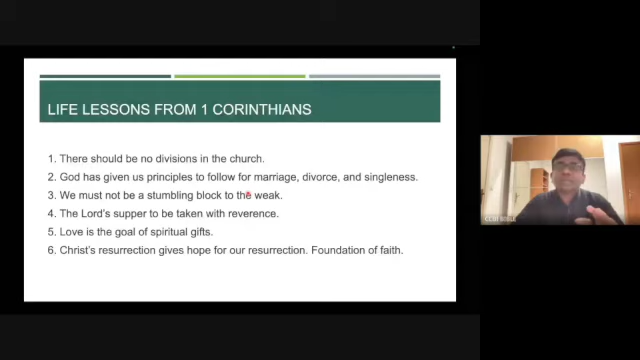 LIFE LESSONS FROM 1 CORINTHIANS
1. There should be no divisions in the church.
2. God has given us principles to follow for marriage, divorce, and singleness.
3. We must not be a stumbling block to the weak.
4. The Lord's supper to be taken with reverence.
5. Love is the goal of spiritual gifts.
6. Christ's resurrection gives hope for our resurrection. Foundation of faith.